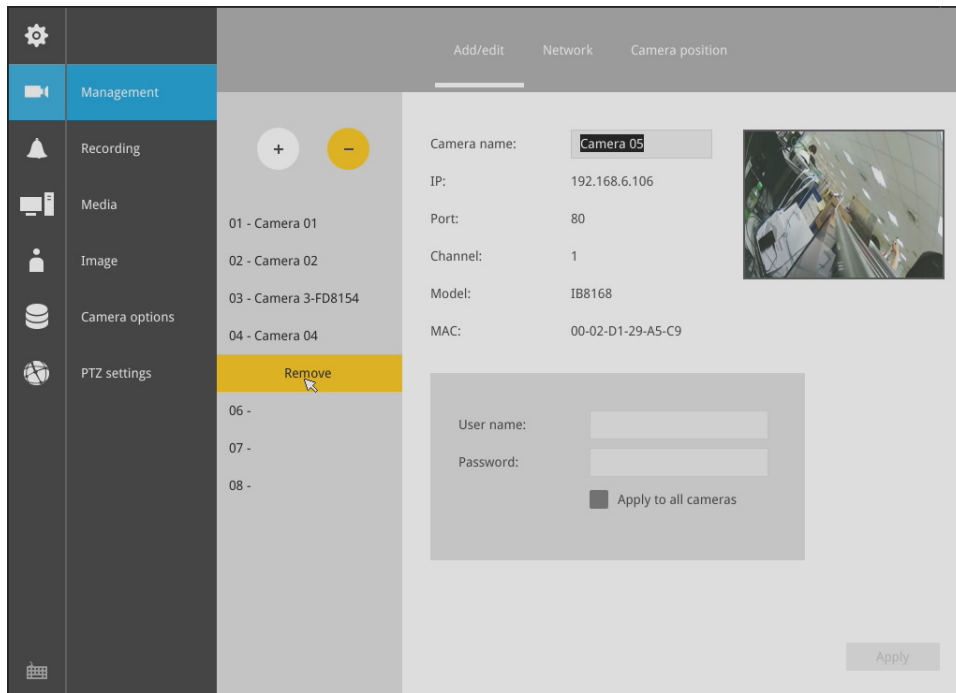 Add/edit Network Camera position
Management
Recording
Media
Image
Camera options
PTZ settings
+ −
01 - Camera 01
02 - Camera 02
03 - Camera 3-FD8154
04 - Camera 04
Remove
06 -
07 -
08 -
Camera name: Camera 05
IP: 192.168.6.106
Port: 80
Channel: 1
Model: IB8168
MAC: 00-02-D1-29-A5-C9
User name:
Password:
Apply to all cameras
Apply